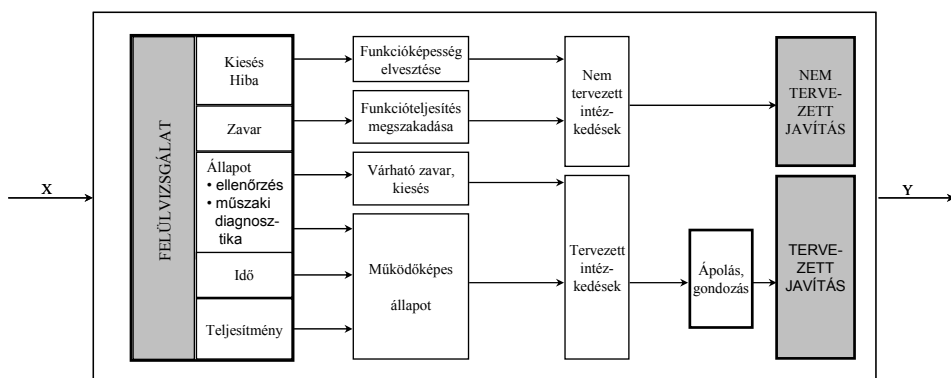 X
FELÜLVIZSGÁLAT
Kiesés
Hiba
Zavar
Állapot
• ellenőrzés
• műszaki
diagnosz-
tika
Idő
Teljesítmény
Funkcióképesség
elvesztése
Funkcióteljesítés
megszakadása
Várható zavar,
kiesés
Működőképes
állapot
Nem
tervezett
intéz-
kedések
Tervezett
intéz-
kedések
Ápolás,
gondozás
NEM
TERVE-
ZETT
JAVÍTÁS
TERVE-
ZETT
JAVÍTÁS
Y